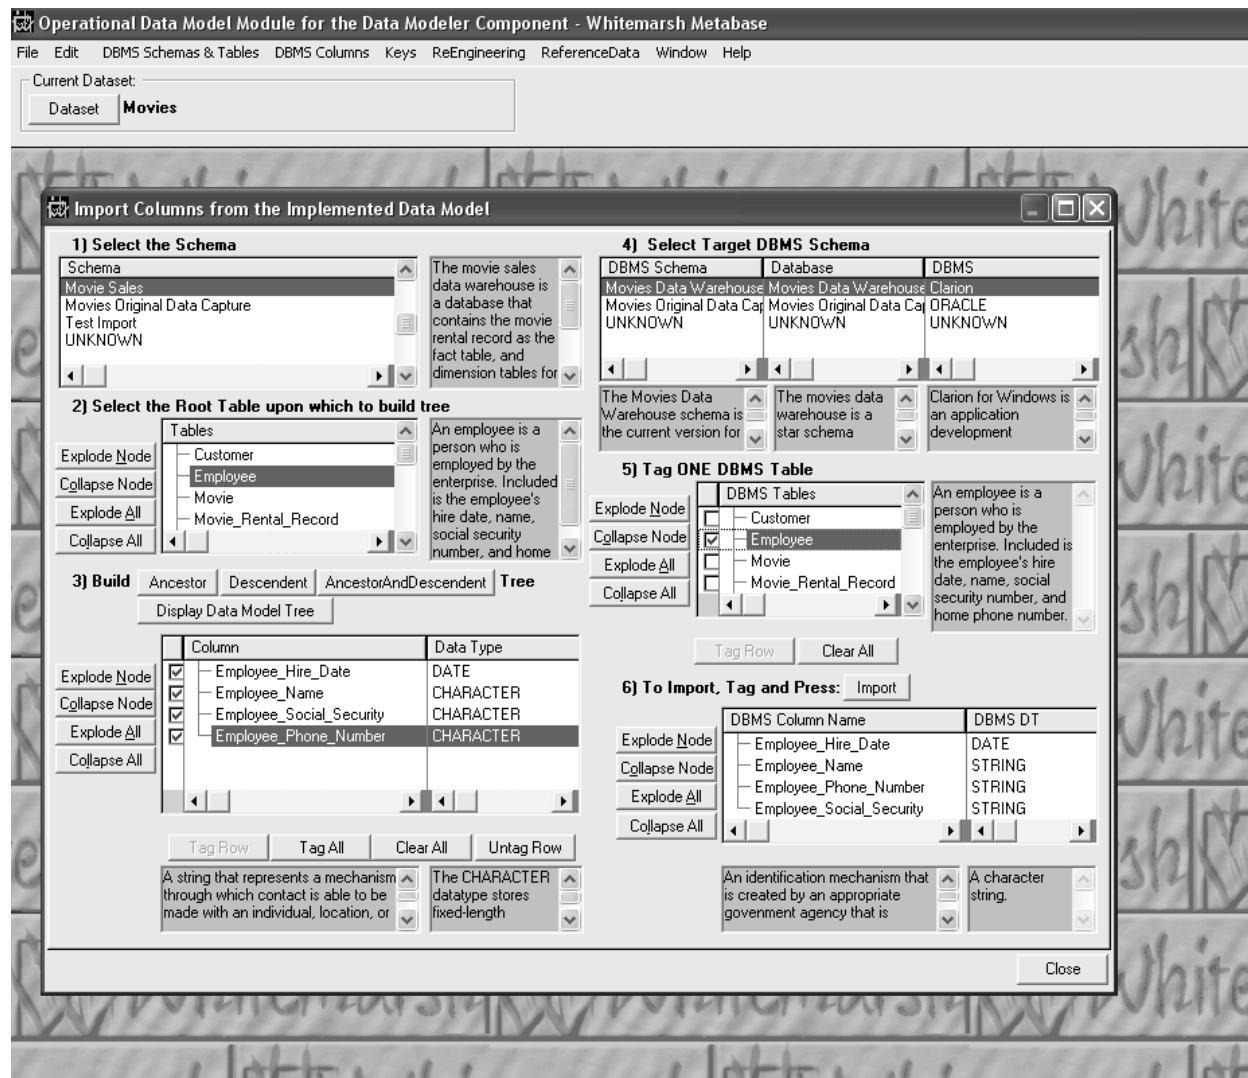 Operational Data Model Module for the Data Modeler Component - Whitemarsh Metabase
File Edit DBMS Schemas & Tables DBMS Columns Keys ReEngineering ReferenceData Window Help
Current Dataset:
Dataset Movies
Import Columns from the Implemented Data Model
1) Select the Schema
Schema
Movie Sales
Movies Original Data Capture
Test Import
UNKNOWN
The movie sales
data warehouse is
a database that
contains the movie
rental record as the
fact table, and
dimension tables for
2) Select the Root Table upon which to build tree
Explode Node
Collapse Node
Explode All
Collapse All
Tables
Customer
Employee
Movie
Movie_Rental_Record
An employee is a
person who is
employed by the
enterprise. Included
is the employee's
hire date, name,
social security
number, and home
3) Build Ancestor Descendent AncestorAndDescendent Tree
Display Data Model Tree
Explode Node
Collapse Node
Explode All
Collapse All
Column Data Type
Employee_Hire_Date DATE
Employee_Name CHARACTER
Employee_Social_Security CHARACTER
Employee_Phone_Number CHARACTER
Tag Row Tag All Clear All Untag Row
A string that represents a mechanism
through which contact is able to be
made with an individual, location, or
The CHARACTER
datatype stores
fixed-length
4) Select Target DBMS Schema
DBMS Schema Database DBMS
Movies Data Warehouse Movies Data Warehouse Clarion
Movies Original Data Cap Movies Original Data Cap ORACLE
UNKNOWN UNKNOWN UNKNOWN
The Movies Data
Warehouse schema is
the current version for
The movies data
warehouse is a
star schema
Clarion for Windows is
an application
development
5) Tag ONE DBMS Table
Explode Node
Collapse Node
Explode All
Collapse All
DBMS Tables
Customer
Employee
Movie
Movie_Rental_Record
An employee is a
person who is
employed by the
enterprise. Included is
the employee's hire
date, name, social
security number, and
home phone number.
Tag Row Clear All
6) To Import, Tag and Press: Import
Explode Node
Collapse Node
Explode All
Collapse All
DBMS Column Name DBMS DT
Employee_Hire_Date DATE
Employee_Name STRING
Employee_Phone_Number STRING
Employee_Social_Security STRING
An identification mechanism that
is created by an appropriate
govenment agency that is
A character
string.
Close